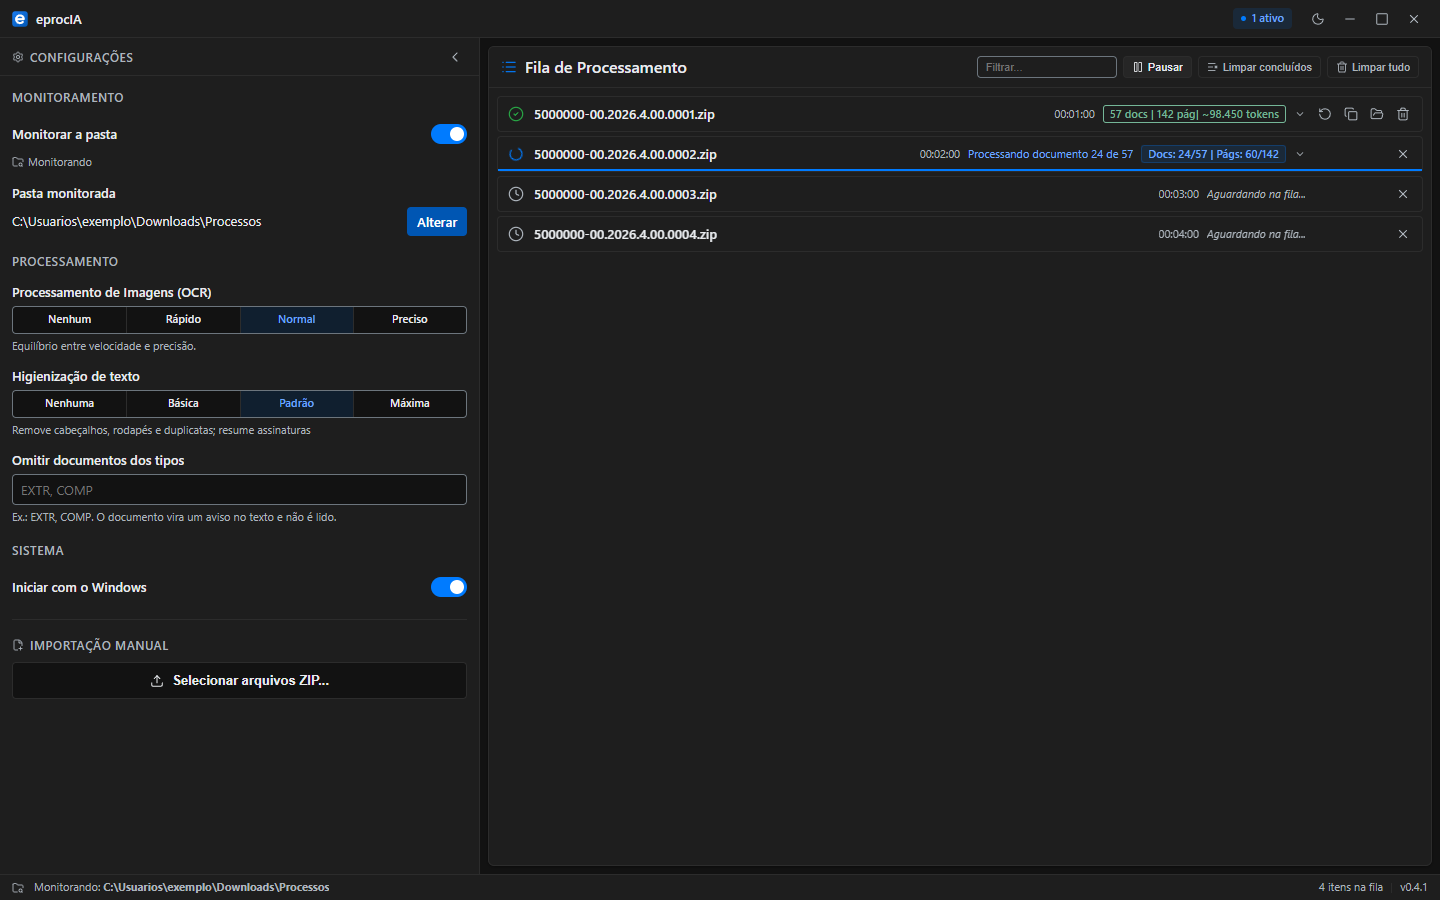 eprocIA
1 ativo
CONFIGURAÇÕES
MONITORAMENTO
Monitorar a pasta
Monitorando
Pasta monitorada
C:\Usuarios\exemplo\Downloads\Processos
Alterar
PROCESSAMENTO
Processamento de Imagens (OCR)
Nenhum Rápido Normal Preciso
Equilíbrio entre velocidade e precisão.
Higienização de texto
Nenhuma Básica Padrão Máxima
Remove cabeçalhos, rodapés e duplicatas; resume assinaturas
Omitir documentos dos tipos
EXTR, COMP
Ex.: EXTR, COMP. O documento vira um aviso no texto e não é lido.
SISTEMA
Iniciar com o Windows
IMPORTAÇÃO MANUAL
Selecionar arquivos ZIP...
Fila de Processamento
Filtrar... Pausar Limpar concluídos Limpar tudo
5000000-00.2026.4.00.0001.zip 00:01:00 57 docs | 142 pág| ~98.450 tokens
5000000-00.2026.4.00.0002.zip 00:02:00 Processando documento 24 de 57 Docs: 24/57 | Págs: 60/142
5000000-00.2026.4.00.0003.zip 00:03:00 Aguardando na fila...
5000000-00.2026.4.00.0004.zip 00:04:00 Aguardando na fila...
Monitorando: C:\Usuarios\exemplo\Downloads\Processos
4 itens na fila v0.4.1